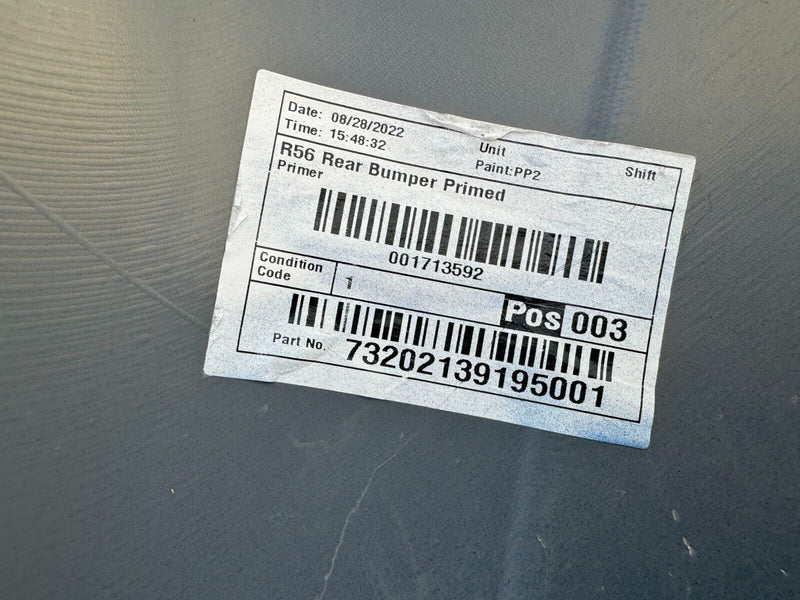 Date: 08/28/2022
Time: 15:48:32
Unit
Paint:PP2
Shift
R56 Rear Bumper Primed
Primer
001713592
Condition
Code
1
Pos 003
Part No. 73202139195001